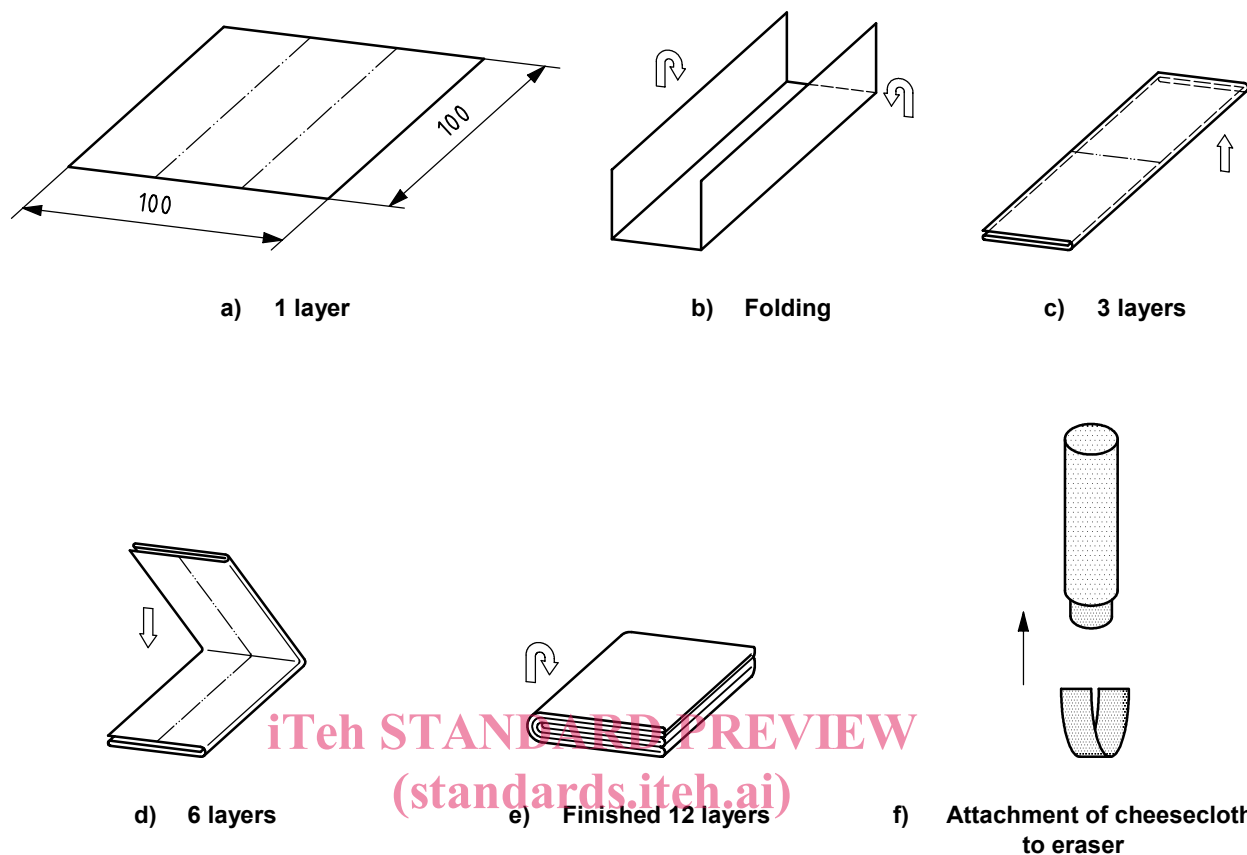 100
100
a) 1 layer
b) Folding
c) 3 layers
iTeh STANDARD PREVIEW
(standards.iteh.ai)
d) 6 layers
e) Finished 12 layers
f) Attachment of cheesecloth
to eraser